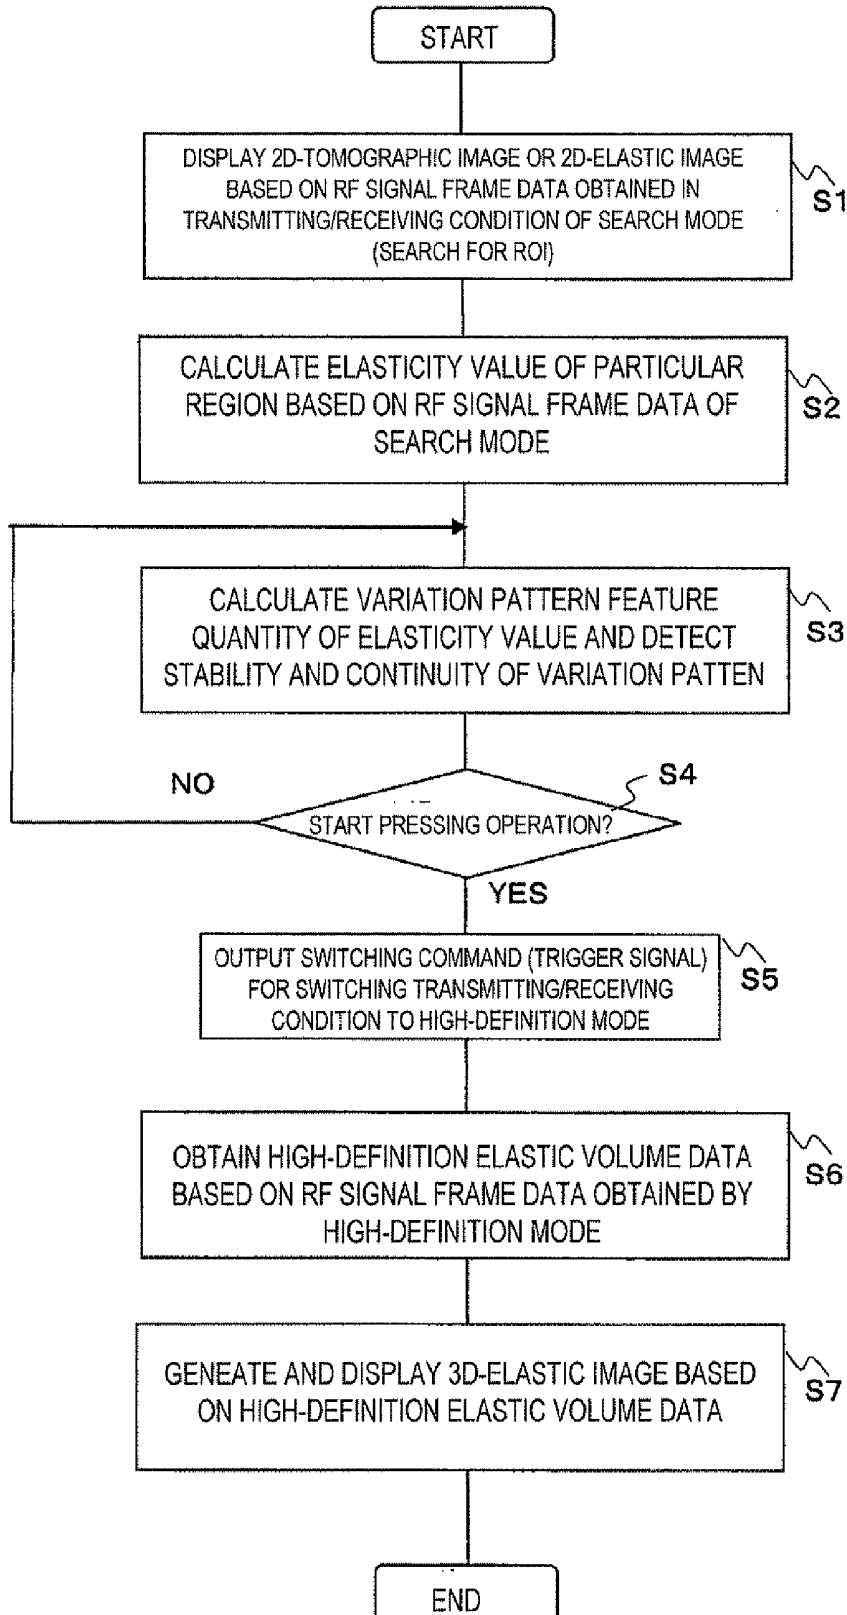 START
DISPLAY 2D-TOMOGRAPHIC IMAGE OR 2D-ELASTIC IMAGE
BASED ON RF SIGNAL FRAME DATA OBTAINED IN
TRANSMITTING/RECEIVING CONDITION OF SEARCH MODE
(SEARCH FOR ROI)
S1
CALCULATE ELASTICITY VALUE OF PARTICULAR
REGION BASED ON RF SIGNAL FRAME DATA OF
SEARCH MODE
S2
CALCULATE VARIATION PATTERN FEATURE
QUANTITY OF ELASTICITY VALUE AND DETECT
STABILITY AND CONTINUITY OF VARIATION PATTEN
S3
NO
S4
START PRESSING OPERATION?
YES
OUTPUT SWITCHING COMMAND (TRIGGER SIGNAL)
FOR SWITCHING TRANSMITTING/RECEIVING
CONDITION TO HIGH-DEFINITION MODE
S5
OBTAIN HIGH-DEFINITION ELASTIC VOLUME DATA
BASED ON RF SIGNAL FRAME DATA OBTAINED BY
HIGH-DEFINITION MODE
S6
GENEATE AND DISPLAY 3D-ELASTIC IMAGE BASED
ON HIGH-DEFINITION ELASTIC VOLUME DATA
S7
END